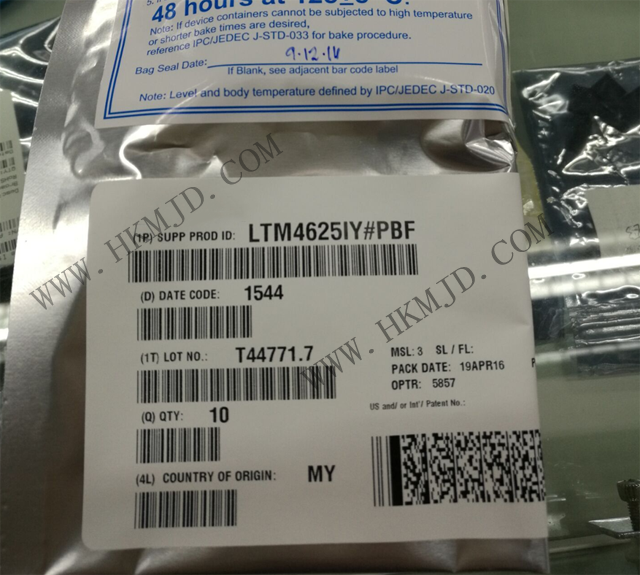 48 hours at 125±5°C.
Note: If device containers cannot be subjected to high temperature
or shorter bake times are desired,
reference IPC/JEDEC J-STD-033 for bake procedure.
Bag Seal Date:
If Blank, see adjacent bar code label
Note: Level and body temperature defined by IPC/JEDEC J-STD-020
(1P) SUPP PROD ID: LTM4625IY#PBF
(D) DATE CODE: 1544
(1T) LOT NO.: T44771.7
MSL: 3 SL / FL:
PACK DATE: 19APR16
OPTR: 5857
(Q) QTY: 10
US and/ or Int'/ Patent No.:
(4L) COUNTRY OF ORIGIN: MY
WWW.HKMJD.COM
WWW.HKMJD.COM